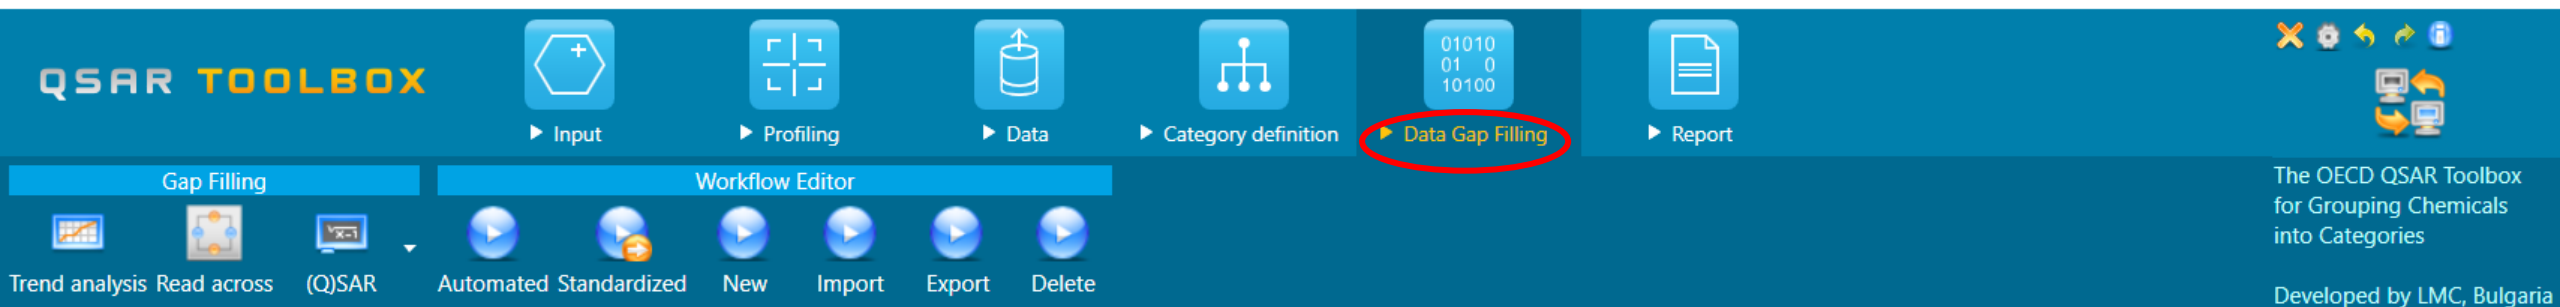 QSAR TOOLBOX
01010
01 0
10100
Input
Profiling
Data
Category definition
Data Gap Filling
Report
Gap Filling
Workflow Editor
Trend analysis
Read across
(Q)SAR
Automated
Standardized
New
Import
Export
Delete
The OECD QSAR Toolbox
for Grouping Chemicals
into Categories
Developed by LMC, Bulgaria